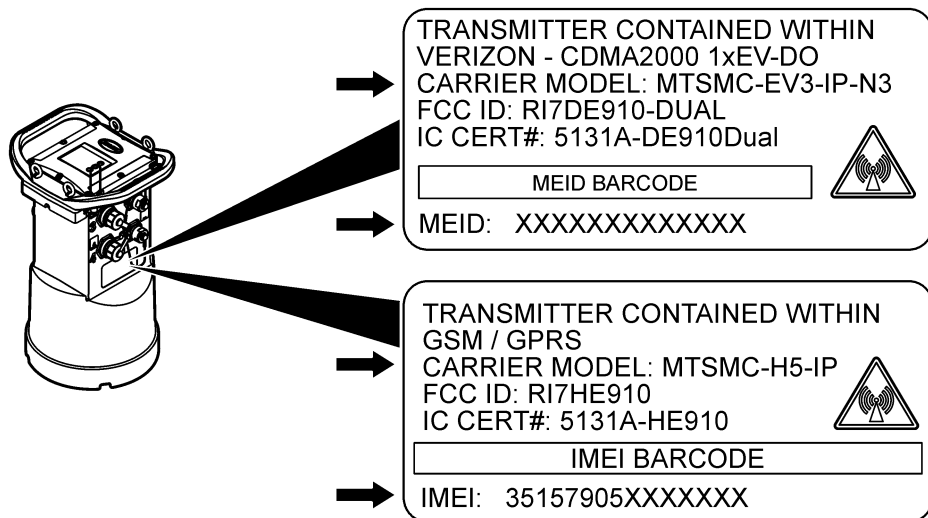 TRANSMITTER CONTAINED WITHIN
VERIZON - CDMA2000 1xEV-DO
CARRIER MODEL: MTSMC-EV3-IP-N3
FCC ID: RI7DE910-DUAL
IC CERT#: 5131A-DE910Dual
MEID BARCODE
MEID: XXXXXXXXXXXXXX
TRANSMITTER CONTAINED WITHIN
GSM / GPRS
CARRIER MODEL: MTSMC-H5-IP
FCC ID: RI7HE910
IC CERT#: 5131A-HE910
IMEI BARCODE
IMEI: 35157905XXXXXXX